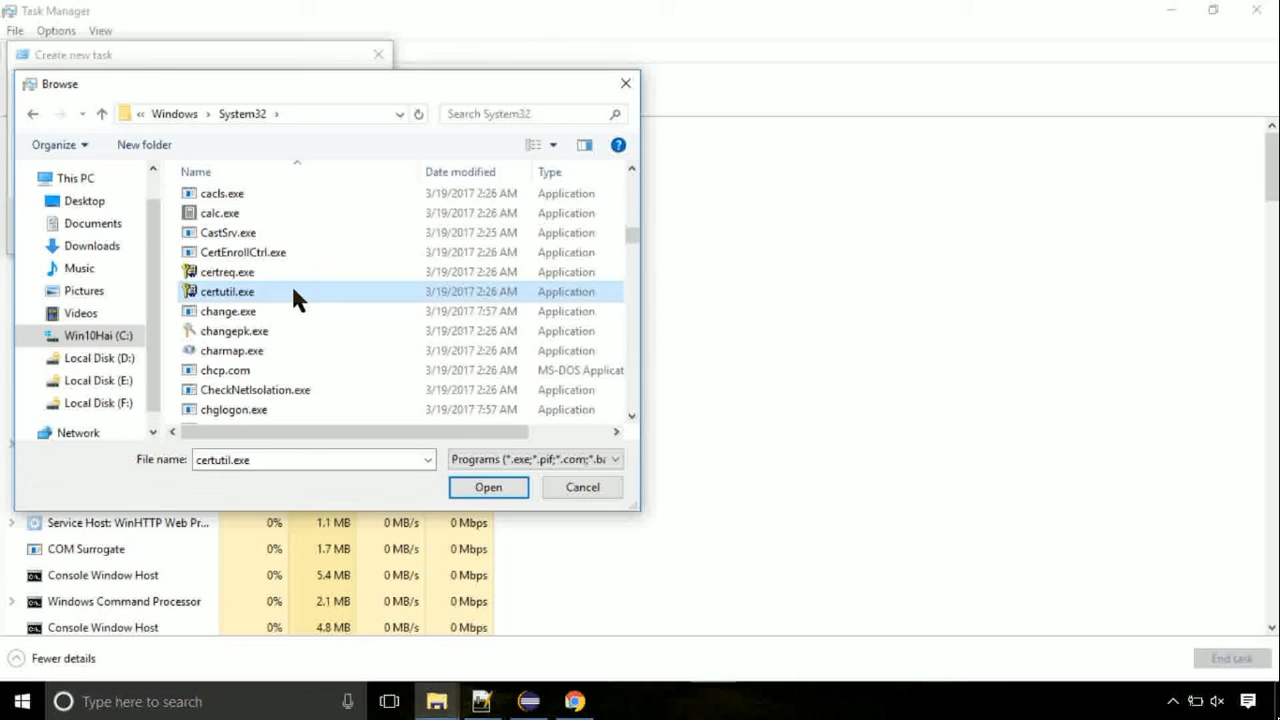 Task Manager
File Options View
Create new task
Browse
« Windows › System32 ›
Search System32
Organize New folder
Name Date modified Type
This PC
Desktop
Documents
Downloads
Music
Pictures
Videos
Win10Hai (C:)
Local Disk (D:)
Local Disk (E:)
Local Disk (F:)
Network
cacls.exe 3/19/2017 2:26 AM Application
calc.exe 3/19/2017 2:26 AM Application
CastSrv.exe 3/19/2017 2:25 AM Application
CertEnrollCtrl.exe 3/19/2017 2:26 AM Application
certreq.exe 3/19/2017 2:26 AM Application
certutil.exe 3/19/2017 2:26 AM Application
change.exe 3/19/2017 7:57 AM Application
changepk.exe 3/19/2017 2:26 AM Application
charmap.exe 3/19/2017 2:26 AM Application
chcp.com 3/19/2017 2:26 AM MS-DOS Applicat
CheckNetIsolation.exe 3/19/2017 2:26 AM Application
chglogon.exe 3/19/2017 7:57 AM Application
File name: certutil.exe Programs (*.exe;*.pif;*.com;*.ba
Open Cancel
Service Host: WinHTTP Web Pr... 0% 1.1 MB 0 MB/s 0 Mbps
COM Surrogate 0% 1.7 MB 0 MB/s 0 Mbps
Console Window Host 0% 5.4 MB 0 MB/s 0 Mbps
Windows Command Processor 0% 2.1 MB 0 MB/s 0 Mbps
Console Window Host 0% 4.8 MB 0 MB/s 0 Mbps
Fewer details End task
Type here to search